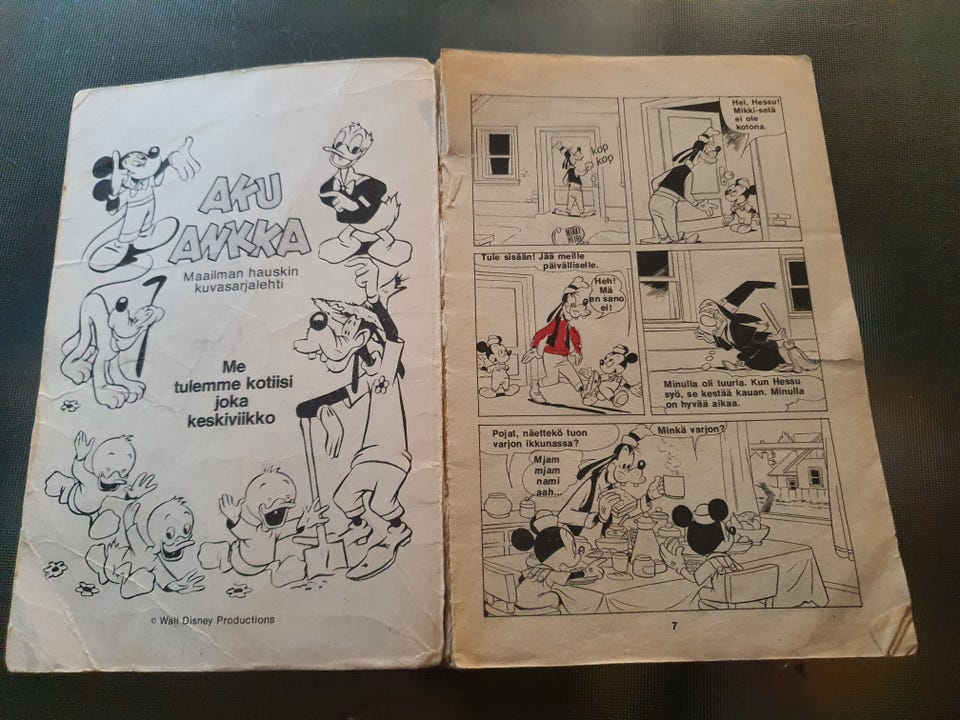 AKU
ANKKA
Maailman hauskin
kuvasarjalehti
Me
tulemme kotiisi
joka
keskiviikko
© Walt Disney Productions
KOP
KOP
MIKKI
HIIRI
Hei, Hessu!
Mikki-setä
ei ole
kotona.
Tule sisään! Jää meille
päivälliselle.
Heh!
Mä
en sano
ei!
Minulla oli tuuria. Kun Hessu
syö, se kestää kauan. Minulla
on hyvää aikaa.
Pojat, näettekö tuon
varjon ikkunassa?
Mjam
mjam
nami
aah...
Minkä varjon?
7